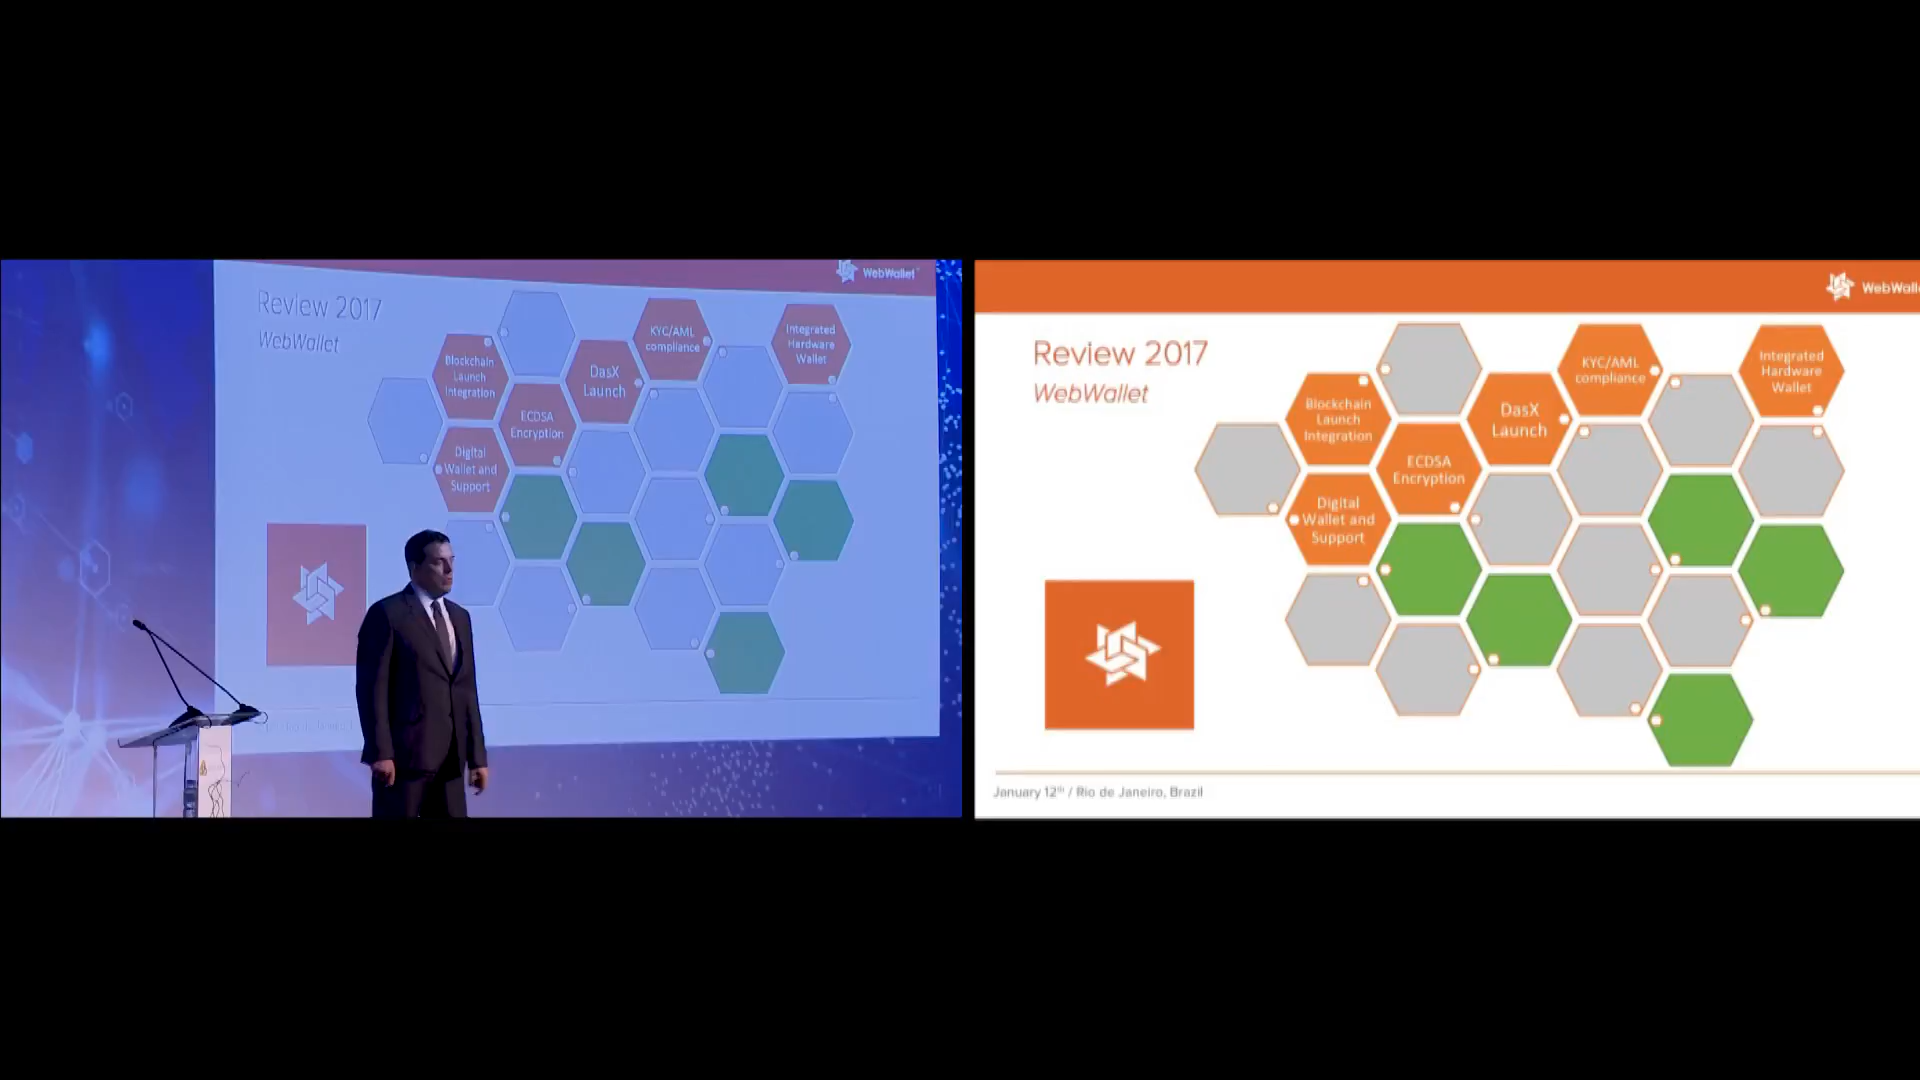 WebWallet
Review 2017
WebWallet
KYC/AML
compliance
Integrated
Hardware
Wallet
Blockchain
Launch
Integration
DasX
Launch
ECDSA
Encryption
Digital
Wallet and
Support
WebWalle
Review 2017
WebWallet
KYC/AML
compliance
Integrated
Hardware
Wallet
Blockchain
Launch
Integration
DasX
Launch
ECDSA
Encryption
Digital
Wallet and
Support
January 12th / Rio de Janeiro, Brazil